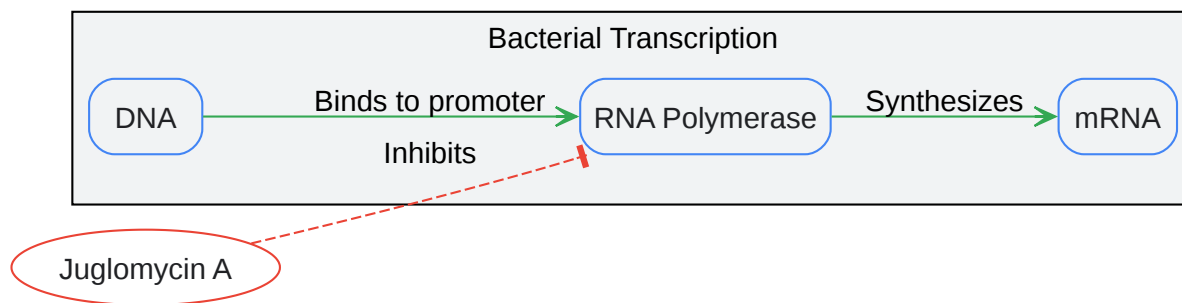 Bacterial Transcription
DNA
Binds to promoter
RNA Polymerase
Synthesizes
mRNA
Inhibits
Juglomycin A